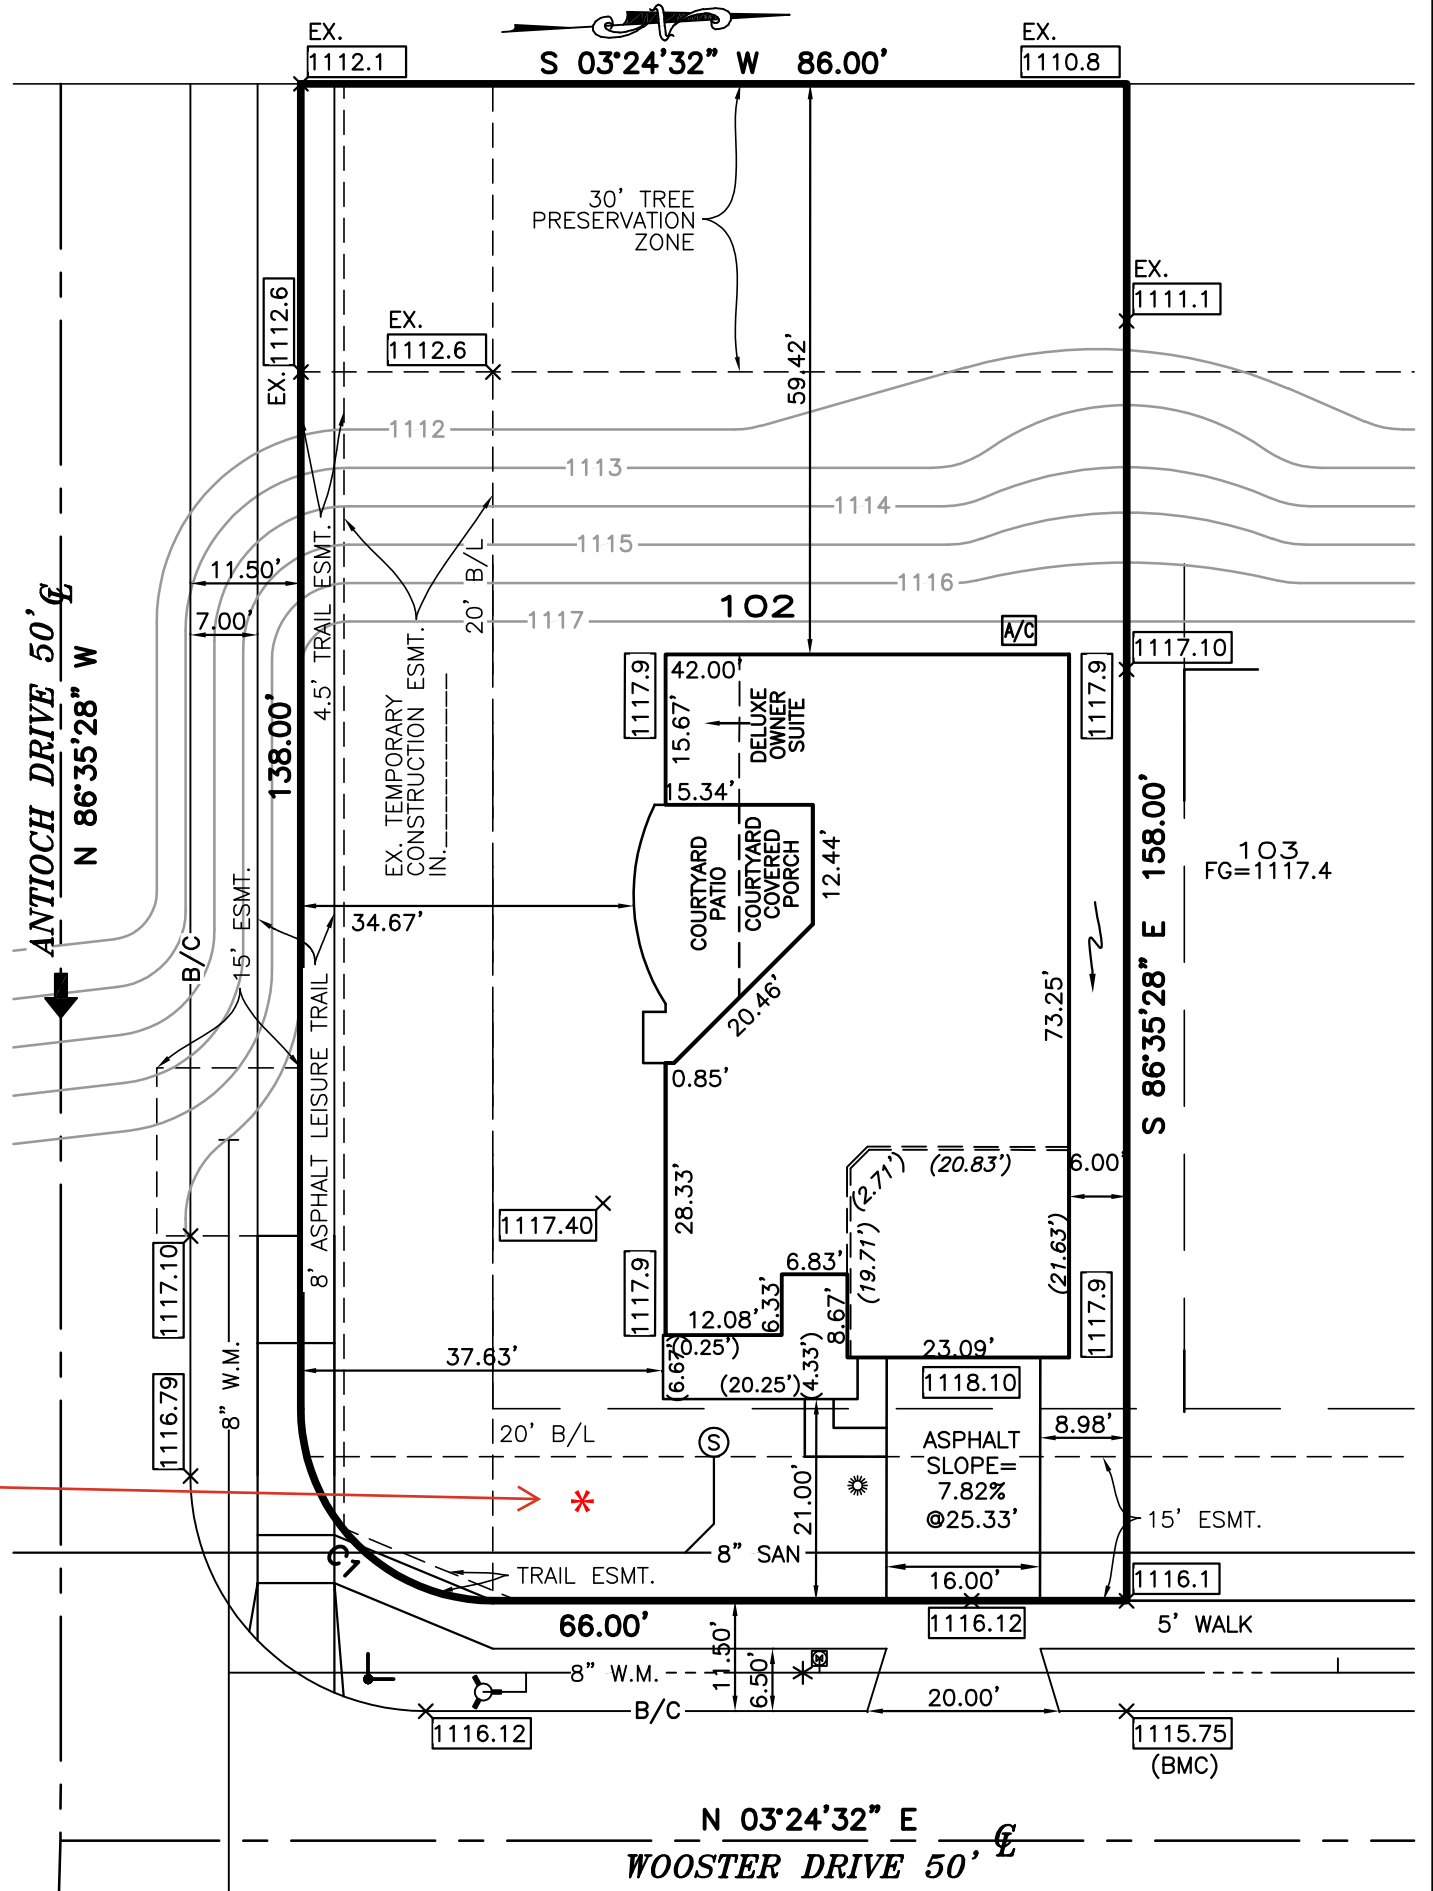 EX.
1112.1
S 03°24'32" W 86.00'
EX.
1110.8
30' TREE
PRESERVATION
ZONE
59.42'
EX.
1111.1
EX. 1112.6
EX.
1112.6
1112
1113
1114
1115
1116
1117
102
A/C
11.50'
7.00'
4.5' TRAIL ESMT.
20' B/L
EX. TEMPORARY
CONSTRUCTION ESMT.
IN.
ANTIOCH DRIVE 50' ℄
N 86°35'28" W
138.00'
1117.9
42.00'
15.67'
DELUXE
OWNER
SUITE
15.34'
1117.9
1117.10
COURTYARD
PATIO
COURTYARD
COVERED
PORCH
12.44'
103
FG=1117.4
S 86°35'28" E 158.00'
34.67'
B/C
15' ESMT.
8' ASPHALT LEISURE TRAIL
20.46'
73.25'
0.85'
28.33'
(2.71')
(20.83')
6.00'
1117.40
(19.71')
(21.63')
1117.10
1117.9
6.83'
6.33'
8.67'
12.08'
1117.9
(0.25')
(6.67')
(20.25')
(4.33')
23.09'
1118.10
37.63'
8" W.M.
1116.79
20' B/L
S
ASPHALT
SLOPE=
7.82%
@25.33'
8.98'
*
21.00'
15' ESMT.
8" SAN
C1
TRAIL ESMT.
16.00'
1116.1
66.00'
1116.12
5' WALK
11.50'
6.50'
8" W.M.
B/C
20.00'
1116.12
1115.75
(BMC)
N 03°24'32" E
℄
WOOSTER DRIVE 50'